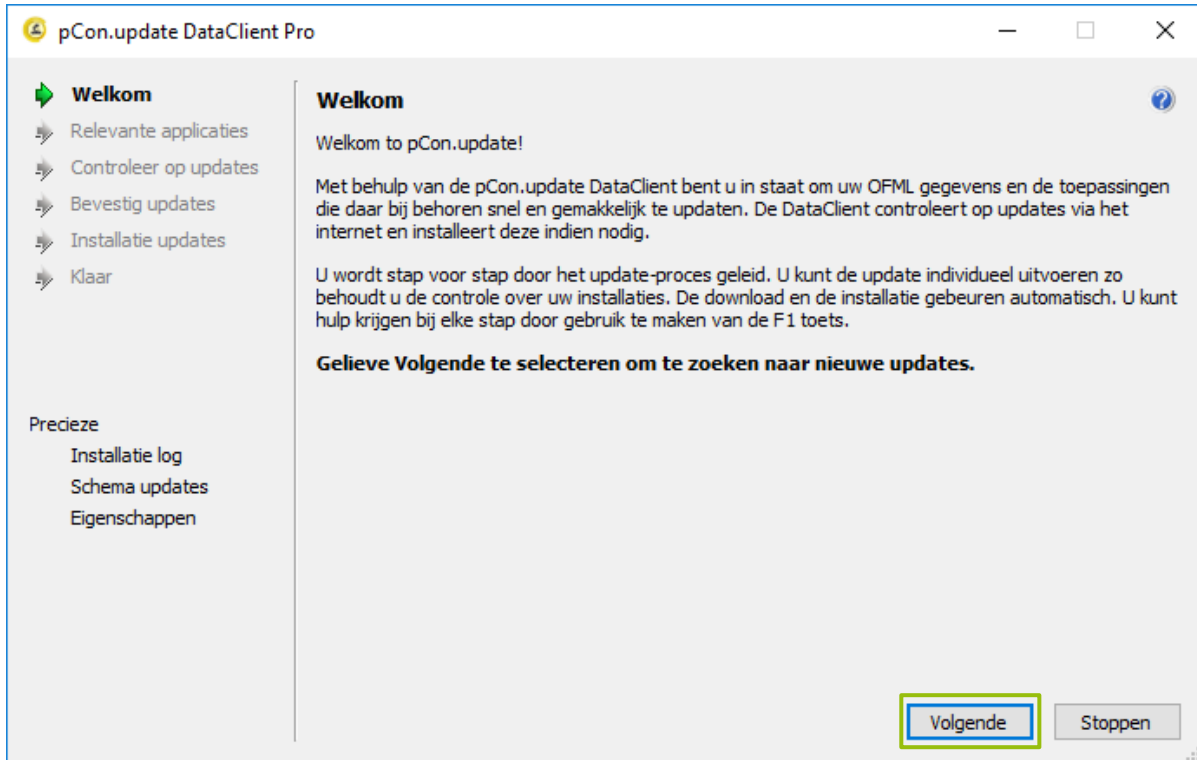 pCon.update DataClient Pro
Welkom
Relevante applicaties
Controleer op updates
Bevestig updates
Installatie updates
Klaar
Precieze
Installatie log
Schema updates
Eigenschappen
Welkom
Welkom to pCon.update!
Met behulp van de pCon.update DataClient bent u in staat om uw OFML gegevens en de toepassingen
die daar bij behoren snel en gemakkelijk te updaten. De DataClient controleert op updates via het
internet en installeert deze indien nodig.
U wordt stap voor stap door het update-proces geleid. U kunt de update individueel uitvoeren zo
behoudt u de controle over uw installaties. De download en de installatie gebeuren automatisch. U kunt
hulp krijgen bij elke stap door gebruik te maken van de F1 toets.
Gelieve Volgende te selecteren om te zoeken naar nieuwe updates.
Volgende
Stoppen